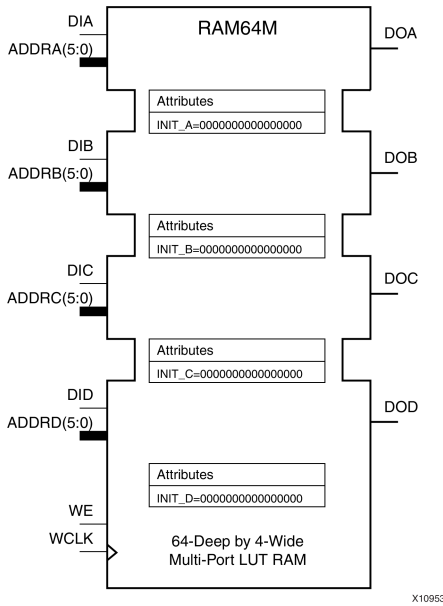 RAM64M
DIA
ADDRA(5:0)
DOA
Attributes
INIT_A=0000000000000000
DIB
ADDRB(5:0)
DOB
Attributes
INIT_B=0000000000000000
DIC
ADDRC(5:0)
DOC
Attributes
INIT_C=0000000000000000
DID
ADDRD(5:0)
DOD
Attributes
INIT_D=0000000000000000
WE
WCLK
64-Deep by 4-Wide
Multi-Port LUT RAM
X10953